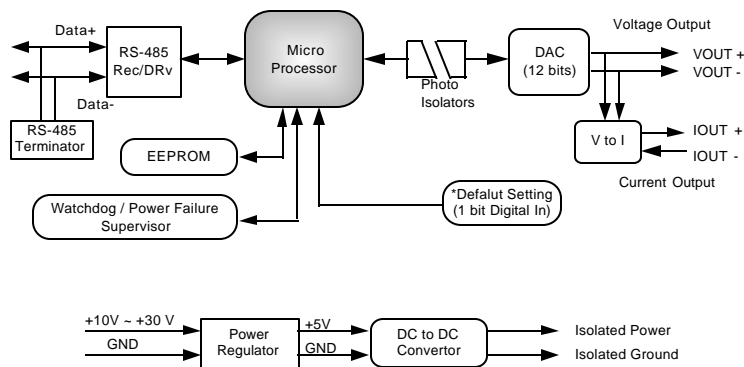 Data+
RS-485
Rec/DRv
Data-
RS-485
Terminator
Micro
Processor
Photo
Isolators
DAC
(12 bits)
Voltage Output
VOUT +
VOUT -
V to I
IOUT +
IOUT -
Current Output
EEPROM
Watchdog / Power Failure
Supervisor
*Defalut Setting
(1 bit Digital In)
+10V ~ +30 V
GND
Power
Regulator
+5V
GND
DC to DC
Convertor
Isolated Power
Isolated Ground